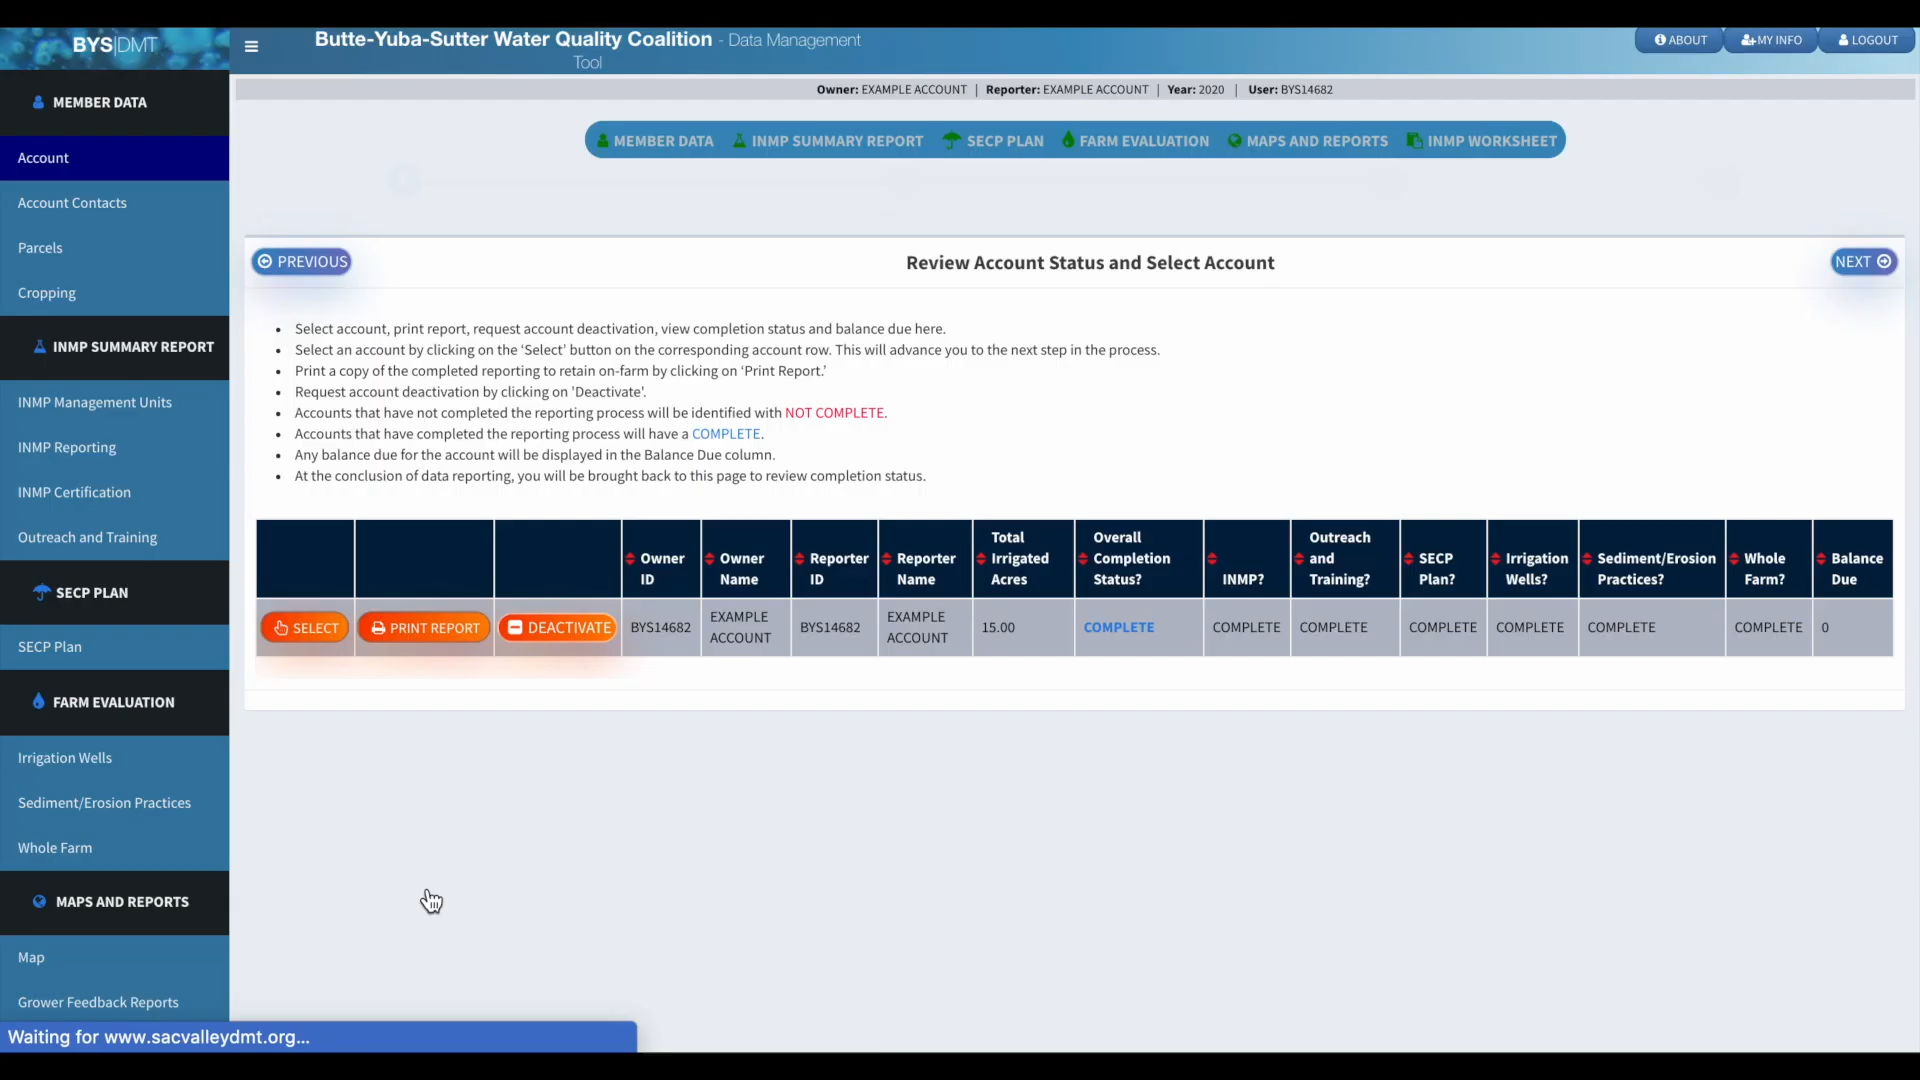 BYS|DMT
Butte-Yuba-Sutter Water Quality Coalition - Data Management
Tool
ABOUT
MY INFO
LOGOUT
Owner: EXAMPLE ACCOUNT | Reporter: EXAMPLE ACCOUNT | Year: 2020 | User: BYS14682
MEMBER DATA
INMP SUMMARY REPORT
SECP PLAN
FARM EVALUATION
MAPS AND REPORTS
INMP WORKSHEET
MEMBER DATA
Account
Account Contacts
Parcels
Cropping
INMP SUMMARY REPORT
INMP Management Units
INMP Reporting
INMP Certification
Outreach and Training
SECP PLAN
SECP Plan
FARM EVALUATION
Irrigation Wells
Sediment/Erosion Practices
Whole Farm
MAPS AND REPORTS
Map
Grower Feedback Reports
PREVIOUS
Review Account Status and Select Account
NEXT
• Select account, print report, request account deactivation, view completion status and balance due here.
• Select an account by clicking on the ‘Select’ button on the corresponding account row. This will advance you to the next step in the process.
• Print a copy of the completed reporting to retain on-farm by clicking on ‘Print Report.’
• Request account deactivation by clicking on 'Deactivate'.
• Accounts that have not completed the reporting process will be identified with NOT COMPLETE.
• Accounts that have completed the reporting process will have a COMPLETE.
• Any balance due for the account will be displayed in the Balance Due column.
• At the conclusion of data reporting, you will be brought back to this page to review completion status.
Owner
ID
Owner
Name
Reporter
ID
Reporter
Name
Total
Irrigated
Acres
Overall
Completion
Status?
INMP?
Outreach
and
Training?
SECP
Plan?
Irrigation
Wells?
Sediment/Erosion
Practices?
Whole
Farm?
Balance
Due
SELECT
PRINT REPORT
DEACTIVATE
BYS14682
EXAMPLE
ACCOUNT
BYS14682
EXAMPLE
ACCOUNT
15.00
COMPLETE
COMPLETE
COMPLETE
COMPLETE
COMPLETE
COMPLETE
COMPLETE
0
Waiting for www.sacvalleydmt.org...